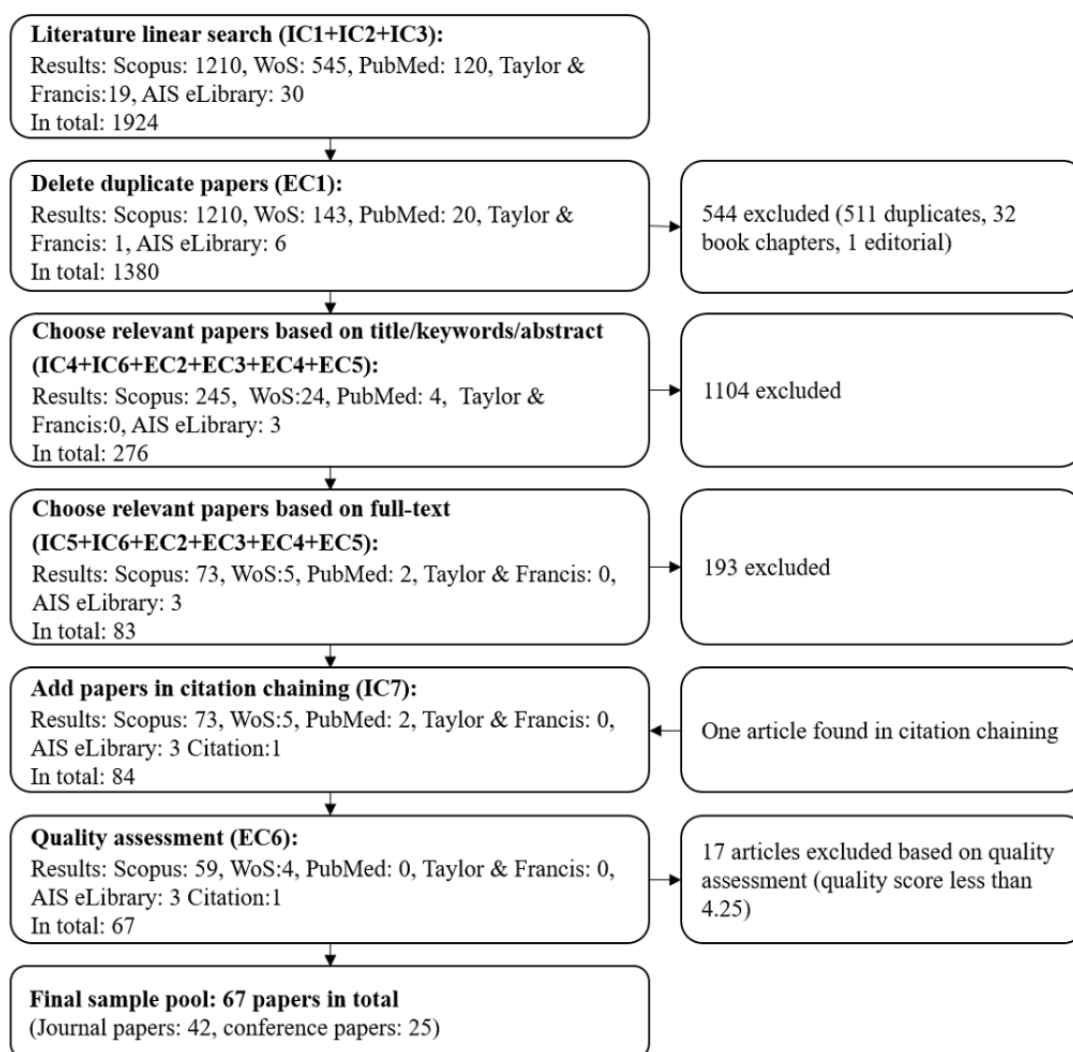 Literature linear search (IC1+IC2+IC3):
Results: Scopus: 1210, WoS: 545, PubMed: 120, Taylor &
Francis:19, AIS eLibrary: 30
In total: 1924
Delete duplicate papers (EC1):
Results: Scopus: 1210, WoS: 143, PubMed: 20, Taylor &
Francis: 1, AIS eLibrary: 6
In total: 1380
544 excluded (511 duplicates, 32
book chapters, 1 editorial)
Choose relevant papers based on title/keywords/abstract
(IC4+IC6+EC2+EC3+EC4+EC5):
Results: Scopus: 245, WoS:24, PubMed: 4, Taylor &
Francis:0, AIS eLibrary: 3
In total: 276
1104 excluded
Choose relevant papers based on full-text
(IC5+IC6+EC2+EC3+EC4+EC5):
Results: Scopus: 73, WoS:5, PubMed: 2, Taylor & Francis: 0,
AIS eLibrary: 3
In total: 83
193 excluded
Add papers in citation chaining (IC7):
Results: Scopus: 73, WoS:5, PubMed: 2, Taylor & Francis: 0,
AIS eLibrary: 3 Citation:1
In total: 84
One article found in citation chaining
Quality assessment (EC6):
Results: Scopus: 59, WoS:4, PubMed: 0, Taylor & Francis: 0,
AIS eLibrary: 3 Citation:1
In total: 67
17 articles excluded based on quality
assessment (quality score less than
4.25)
Final sample pool: 67 papers in total
(Journal papers: 42, conference papers: 25)